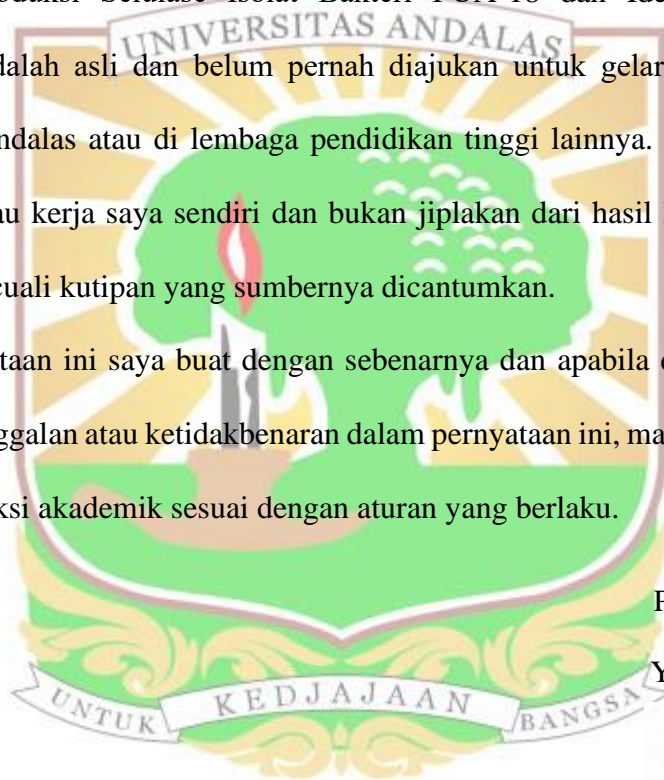 Selulase Isolat Bakteri dan
UNIVERSITAS ANDALAS
dalah asli dan belum pernah diajukan untuk gelar
ndalas atau di lembaga pendidikan tinggi lainnya.
au kerja saya sendiri dan bukan jiplakan dari hasil
cuali kutipan yang sumbernya dicantumkan.
taan ini saya buat dengan sebenarnya dan apabila
ggalan atau ketidakbenaran dalam pernyataan ini, ma
ksi akademik sesuai dengan aturan yang berlaku.
UNTUK KEDJAJAAN BANGSA